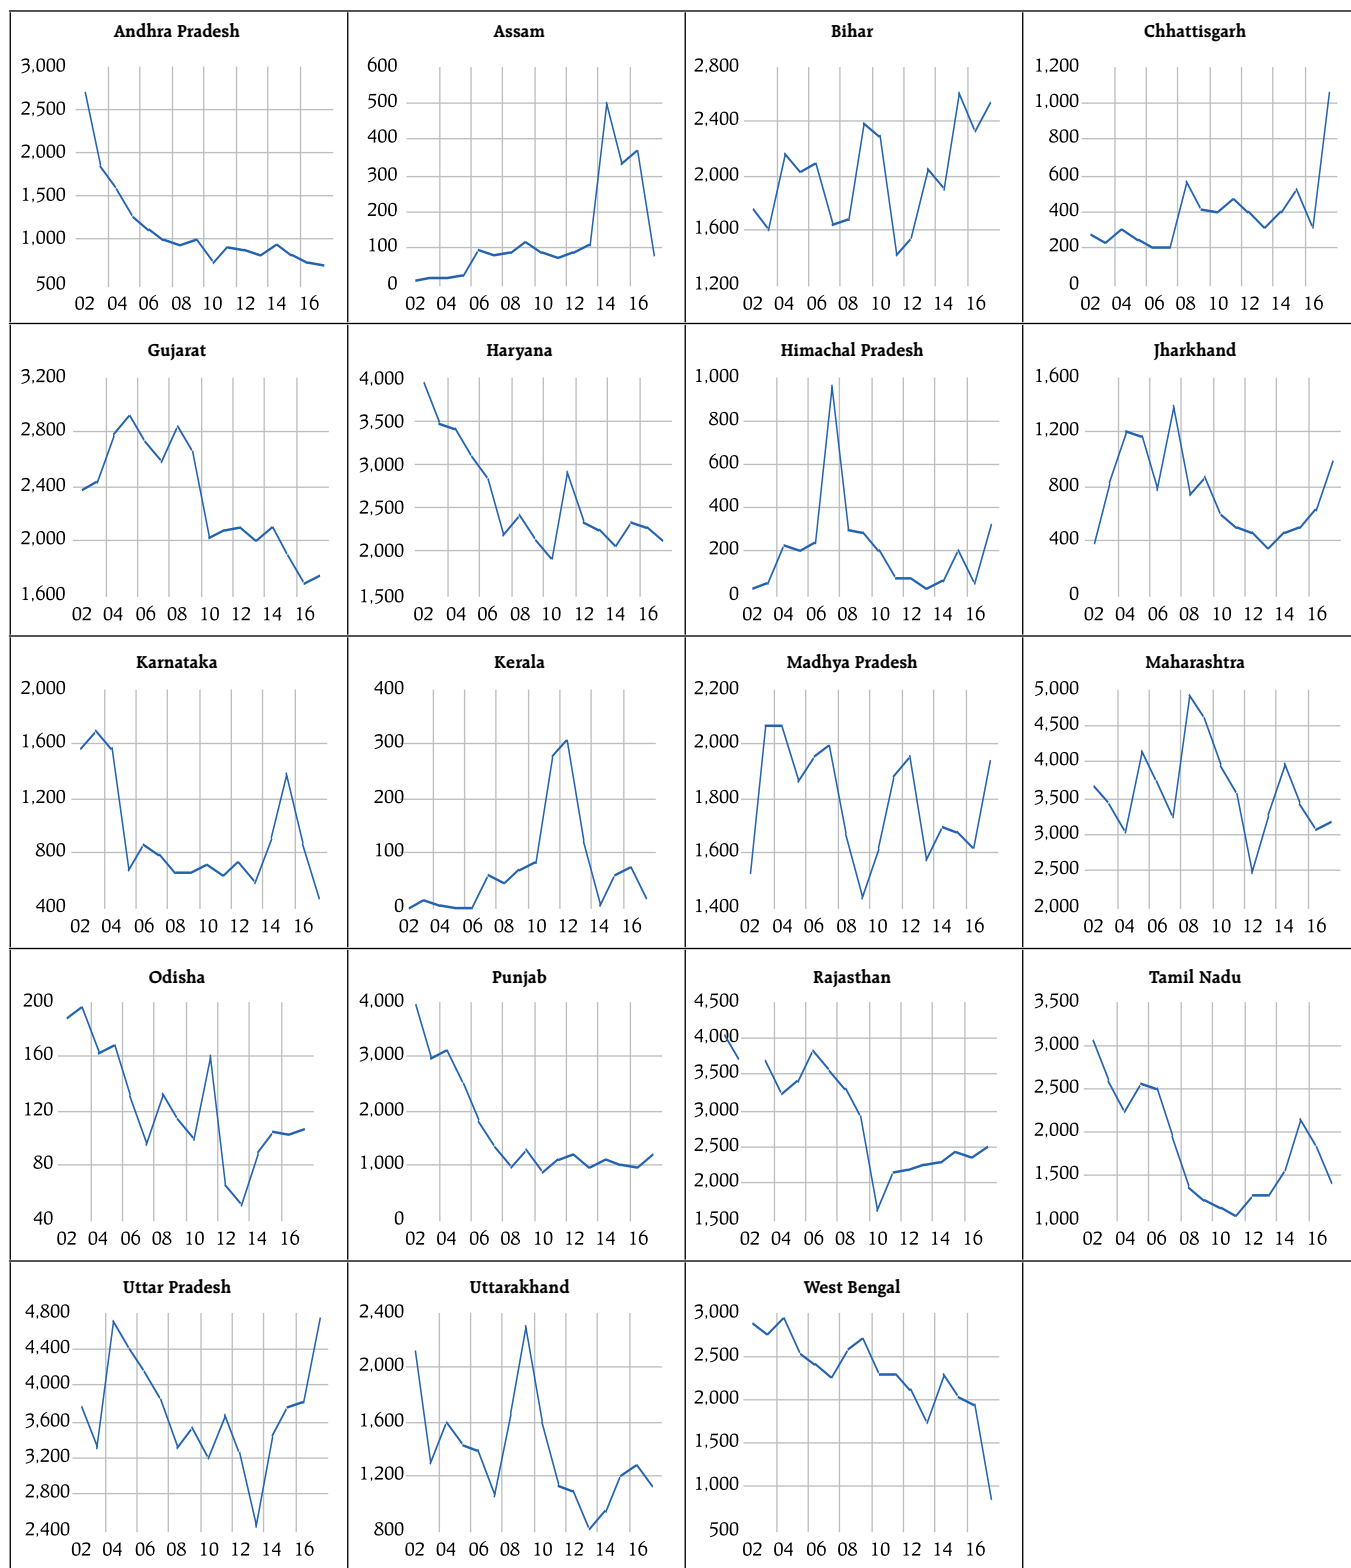 Andhra Pradesh
3,000
2,500
2,000
1,500
1,000
500
02 04 06 08 10 12 14 16
Assam
600
500
400
300
200
100
0
02 04 06 08 10 12 14 16
Bihar
2,800
2,400
2,000
1,600
1,200
02 04 06 08 10 12 14 16
Chhattisgarh
1,200
1,000
800
600
400
200
0
02 04 06 08 10 12 14 16
Gujarat
3,200
2,800
2,400
2,000
1,600
02 04 06 08 10 12 14 16
Haryana
4,000
3,500
3,000
2,500
2,000
1,500
02 04 06 08 10 12 14 16
Himachal Pradesh
1,000
800
600
400
200
0
02 04 06 08 10 12 14 16
Jharkhand
1,600
1,200
800
400
0
02 04 06 08 10 12 14 16
Karnataka
2,000
1,600
1,200
800
400
02 04 06 08 10 12 14 16
Kerala
400
300
200
100
0
02 04 06 08 10 12 14 16
Madhya Pradesh
2,200
2,000
1,800
1,600
1,400
02 04 06 08 10 12 14 16
Maharashtra
5,000
4,500
4,000
3,500
3,000
2,500
2,000
02 04 06 08 10 12 14 16
Odisha
200
160
120
80
40
02 04 06 08 10 12 14 16
Punjab
4,000
3,000
2,000
1,000
0
02 04 06 08 10 12 14 16
Rajasthan
4,500
4,000
3,500
3,000
2,500
2,000
1,500
02 04 06 08 10 12 14 16
Tamil Nadu
3,500
3,000
2,500
2,000
1,500
1,000
02 04 06 08 10 12 14 16
Uttar Pradesh
4,800
4,400
4,000
3,600
3,200
2,800
2,400
02 04 06 08 10 12 14 16
Uttarakhand
2,400
2,000
1,600
1,200
800
02 04 06 08 10 12 14 16
West Bengal
3,000
2,500
2,000
1,500
1,000
500
02 04 06 08 10 12 14 16